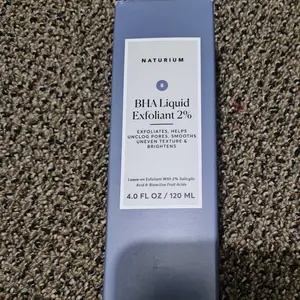 NATURIUM
BHA Liquid
Exfoliant 2%
EXFOLIATES, HELPS
UNCLOG PORES, SMOOTHS
UNEVEN TEXTURE &
BRIGHTENS
Leave-on Exfoliant With 2% Salicylic
Acid & Bioactive Fruit Acids
4.0 FL OZ / 120 ML